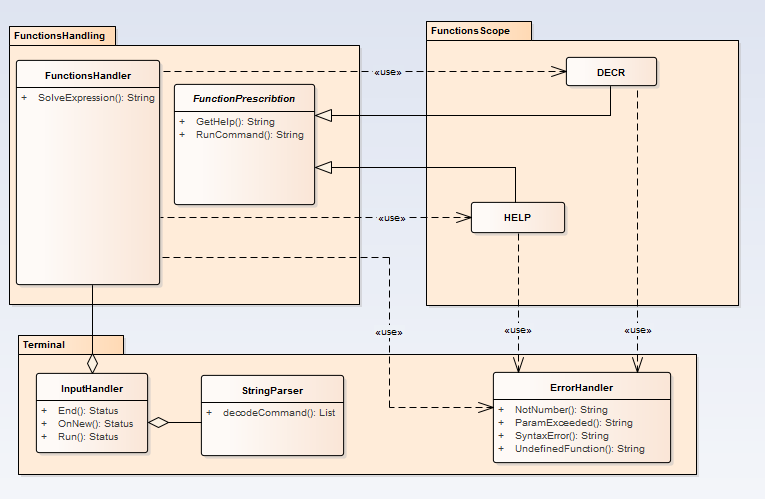 FunctionsHandling
FunctionsScope
FunctionsHandler
+ SolveExpression(): String
FunctionPrescribtion
+ GetHelp(): String
+ RunCommand(): String
«use»
DECR
«use»
HELP
«use»
«use»
«use»
Terminal
InputHandler
+ End(): Status
+ OnNew(): Status
+ Run(): Status
StringParser
+ decodeCommand(): List
ErrorHandler
+ NotNumber(): String
+ ParamExceeded(): String
+ SyntaxError(): String
+ UndefinedFunction(): String